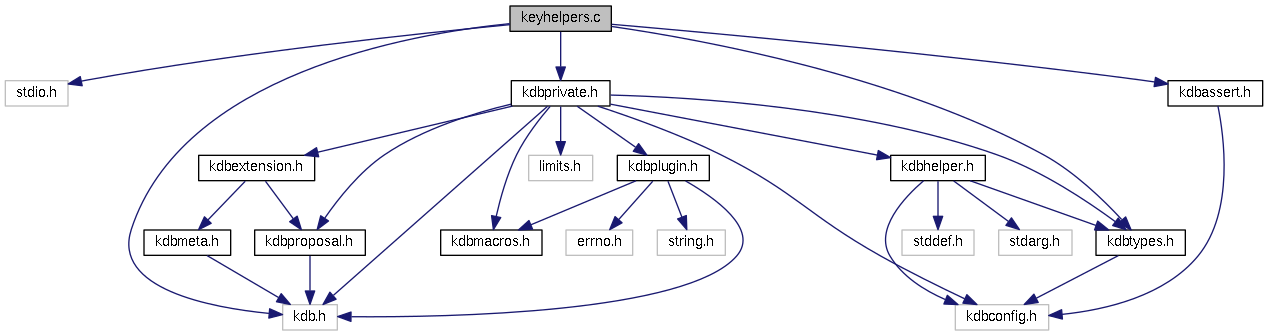 keyhelpers.c
stdio.h
kdbprivate.h
kdbassert.h
kdbextension.h
limits.h
kdbplugin.h
kdbhelper.h
kdbmeta.h
kdbproposal.h
kdbmacros.h
errno.h
string.h
stddef.h
stdarg.h
kdbtypes.h
kdb.h
kdbconfig.h